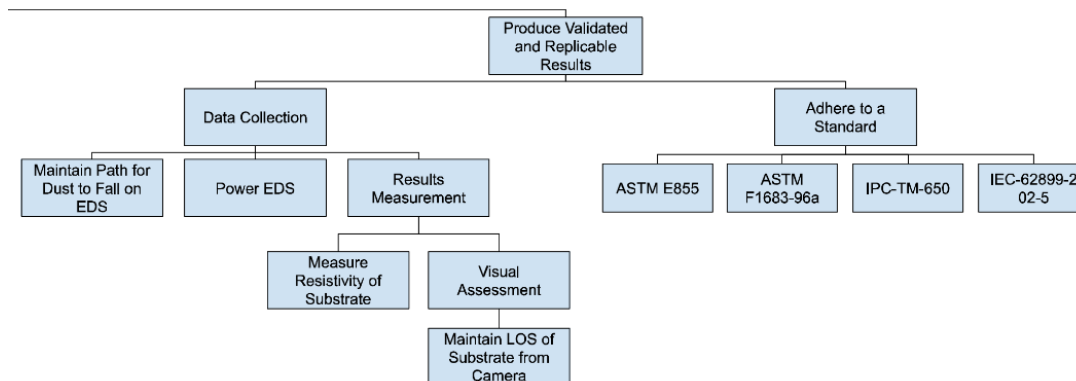 Produce Validated
and Replicable
Results
Data Collection
Adhere to a
Standard
Maintain Path for
Dust to Fall on
EDS
Power EDS
Results
Measurement
ASTM E855
ASTM
F1683-96a
IPC-TM-650
IEC-62899-2
02-5
Measure
Resistivity of
Substrate
Visual
Assessment
Maintain LOS of
Substrate from
Camera